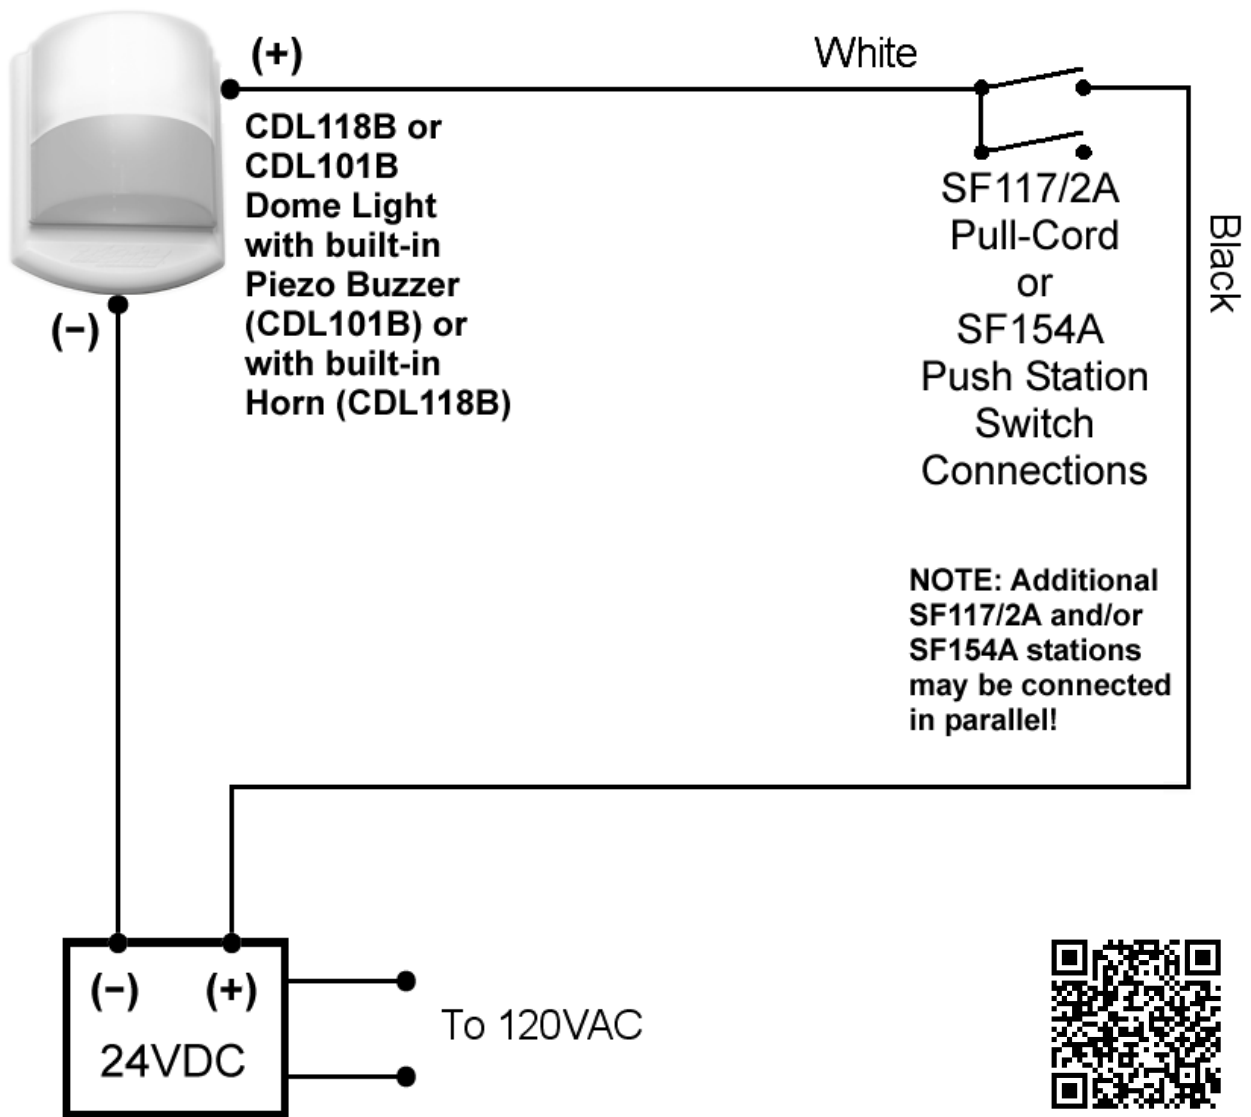 (+)
White
CDL118B or
CDL101B
Dome Light
with built-in
Piezo Buzzer
(CDL101B) or
with built-in
Horn (CDL118B)
(−)
SF117/2A
Pull-Cord
or
SF154A
Push Station
Switch
Connections
Black
NOTE: Additional
SF117/2A and/or
SF154A stations
may be connected
in parallel!
(−) (+)
24VDC
To 120VAC